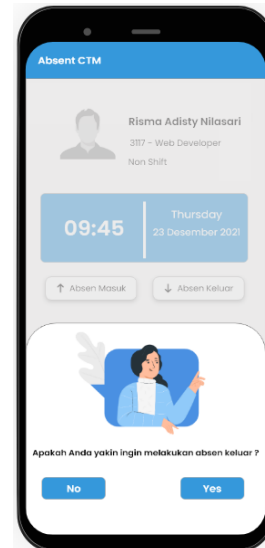 Absent CTM
Risma Adisty Nilasari
3117 - Web Developer
Non Shift
09:45
Thursday
23 Desember 2021
↑ Absen Masuk
↓ Absen Keluar
Apakah Anda yakin ingin melakukan absen keluar ?
No
Yes